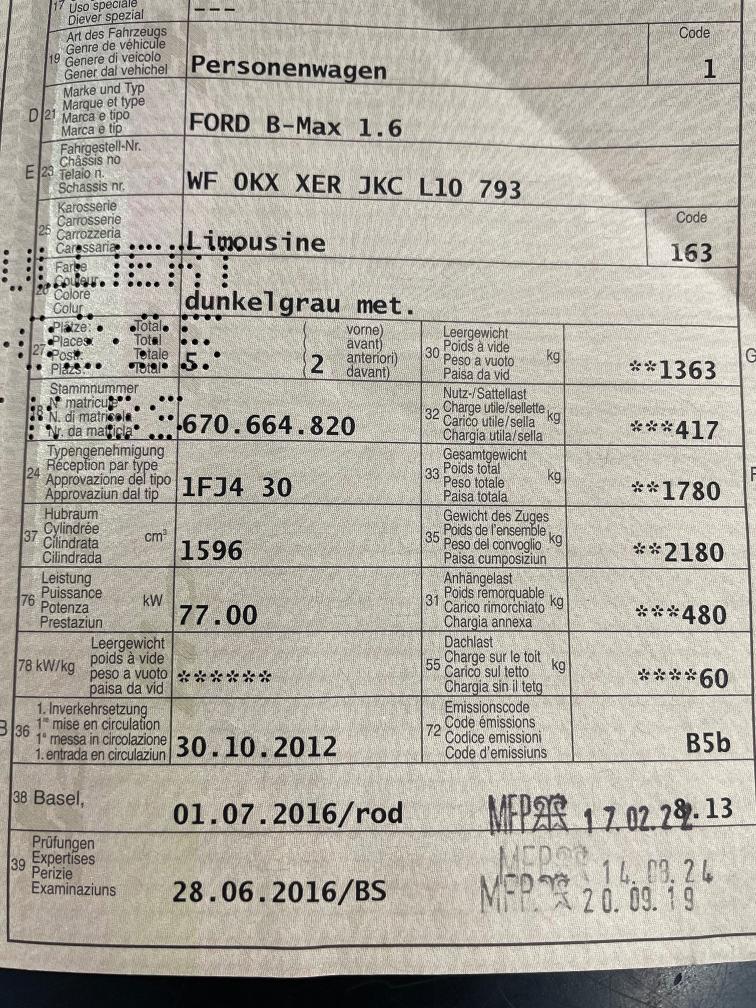 17 Uso speciale
Diever spezial
---
Art des Fahrzeugs
19 Genre de véhicule
Genere di veicolo
Gener dal vehichel
Personenwagen
Code
1
Marke und Typ
D 21 Marque et type
Marca e tipo
Marca e tip
FORD B-Max 1.6
Fahrgestell-Nr.
E 23 Châssis no
Telaio n.
Schassis nr.
WF 0KX XER JKC L10 793
Karosserie
25 Carrosserie
Carrozzeria
Carossaria
Limousine
Code
163
Farbe
26 Couleur
Colore
Colur
dunkelgrau met.
Plätze: Total
27 Places: Total
Posti: Totale
Plazs: Total
5
vorne)
avant)
anteriori)
davant)
2
Leergewicht
30 Poids à vide kg
Peso a vuoto
Paisa da vid
**1363
Stammnummer
18 N° matricule
N. di matricola
Nr. da matricla
670.664.820
Nutz-/Sattellast
32 Charge utile/sellette kg
Carico utile/sella
Chargia utila/sella
***417
Typengenehmigung
24 Réception par type
Approvazione del tipo
Approvaziun dal tip
1FJ4 30
Gesamtgewicht
33 Poids total kg
Peso totale
Paisa totala
**1780
Hubraum
37 Cylindrée cm³
Cilindrata
Cilindrada
1596
Gewicht des Zuges
35 Poids de l'ensemble kg
Peso del convoglio
Paisa cumposiziun
**2180
Leistung
76 Puissance kW
Potenza
Prestaziun
77.00
Anhängelast
31 Poids remorquable kg
Carico rimorchiato
Chargia annexa
***480
Leergewicht
78 kW/kg poids à vide
peso a vuoto
paisa da vid
******
Dachlast
55 Charge sur le toit kg
Carico sul tetto
Chargia sin il tetg
****60
1. Inverkehrsetzung
B 36 1re mise en circulation
1a messa in circolazione
1. entrada en circulaziun
30.10.2012
Emissionscode
72 Code émissions
Codice emissioni
Code d'emissiuns
B5b
38 Basel,
01.07.2016/rod
MFP 17.02.22
8.13
Prüfungen
39 Expertises
Perizie
Examinaziuns
28.06.2016/BS
MFP 14.03.24
MFP. 20.09.19